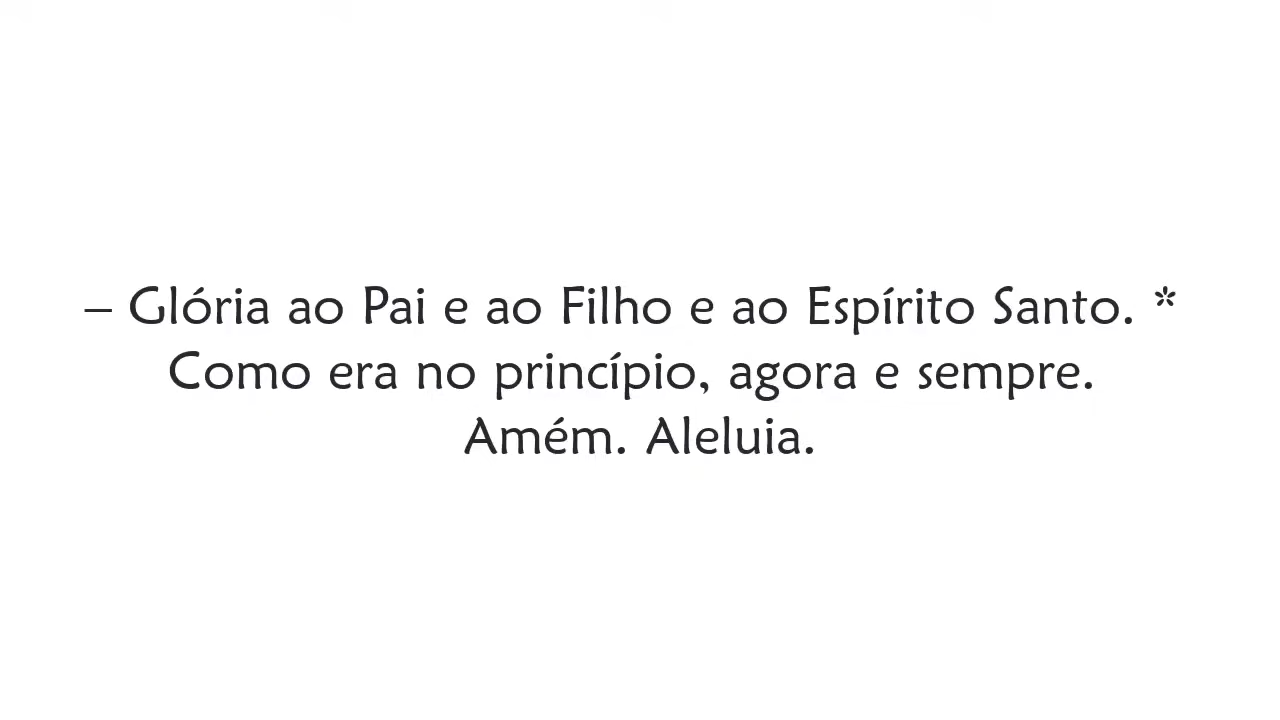 – Glória ao Pai e ao Filho e ao Espírito Santo. *
Como era no princípio, agora e sempre.
Amém. Aleluia.